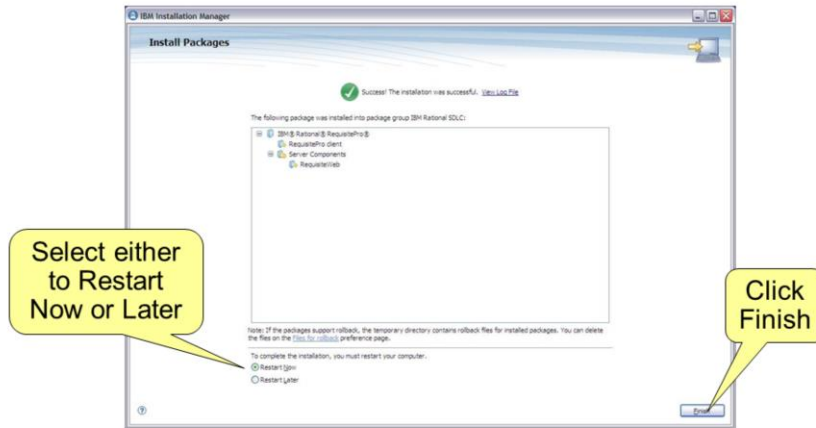 IBM Installation Manager
Install Packages
Success! The installation was successful. View Log File
The following package was installed into package group IBM Rational SDLC:
IBM® Rational® RequisitePro®
RequisitePro client
Server Components
RequisiteWeb
Select either
to Restart
Now or Later
Click
Finish
Note: If the packages support rollback, the temporary directory contains rollback files for installed packages. You can delete
the files on the Files for rollback preference page.
To complete the installation, you must restart your computer.
Restart Now
Restart Later
?
Finish